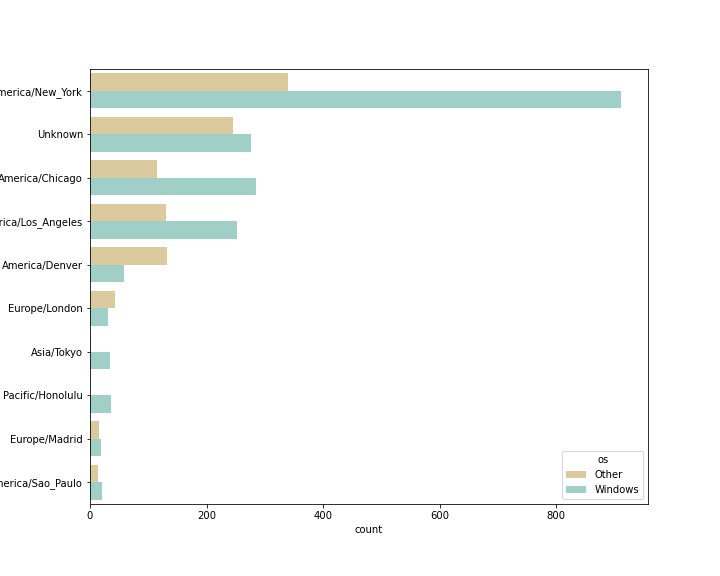 merica/New_York
Unknown
America/Chicago
rica/Los_Angeles
America/Denver
Europe/London
Asia/Tokyo
Pacific/Honolulu
Europe/Madrid
merica/Sao_Paulo
0 200 400 600 800
count
os
Other
Windows